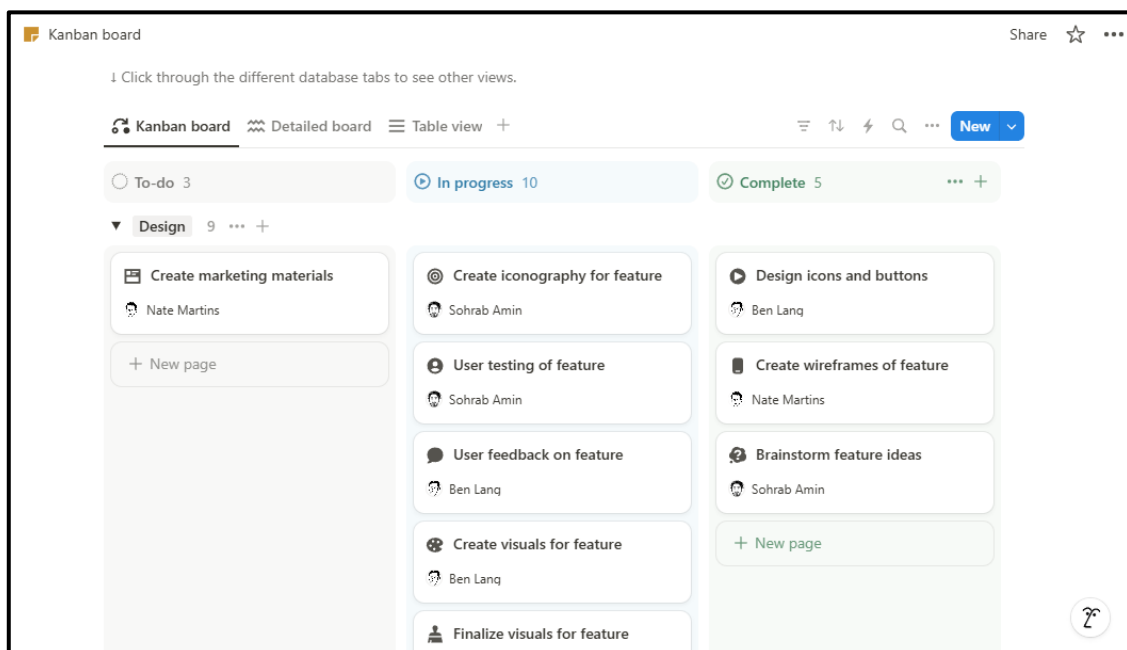 Kanban board
Share
↓ Click through the different database tabs to see other views.
Kanban board
Detailed board
Table view
New
To-do 3
In progress 10
Complete 5
Design 9
Create marketing materials
Nate Martins
+ New page
Create iconography for feature
Sohrab Amin
User testing of feature
Sohrab Amin
User feedback on feature
Ben Lang
Create visuals for feature
Ben Lang
Finalize visuals for feature
Design icons and buttons
Ben Lang
Create wireframes of feature
Nate Martins
Brainstorm feature ideas
Sohrab Amin
+ New page